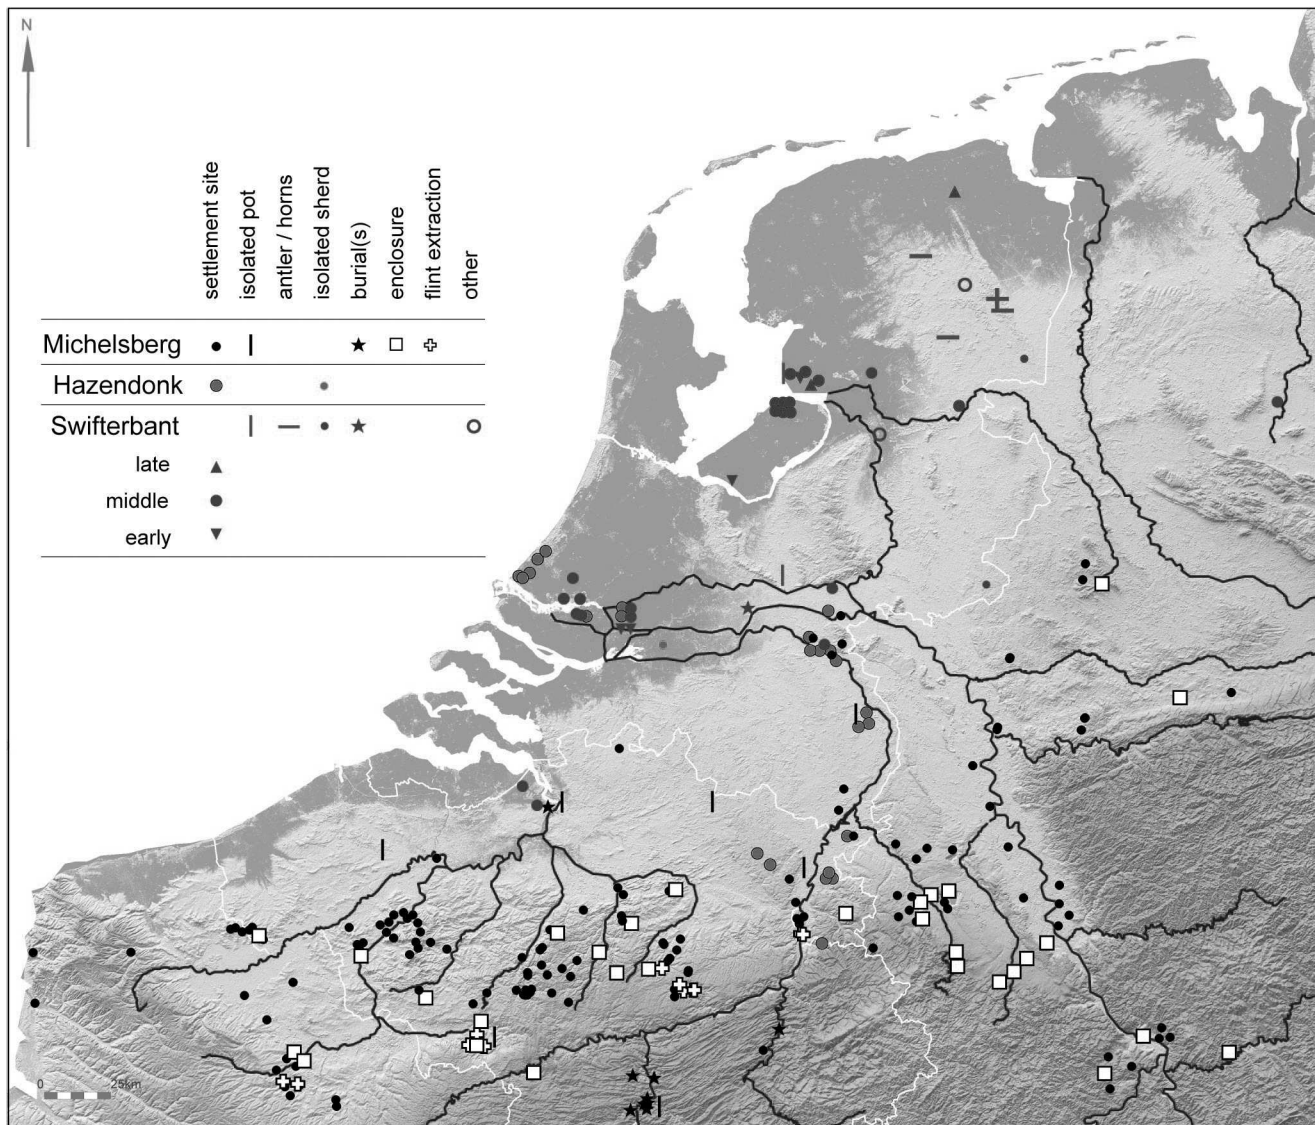 N
settlement site
isolated pot
antler / horns
isolated sherd
burial(s)
enclosure
flint extraction
other
Michelsberg
Hazendonk
Swifterbant
late
middle
early
0 25km